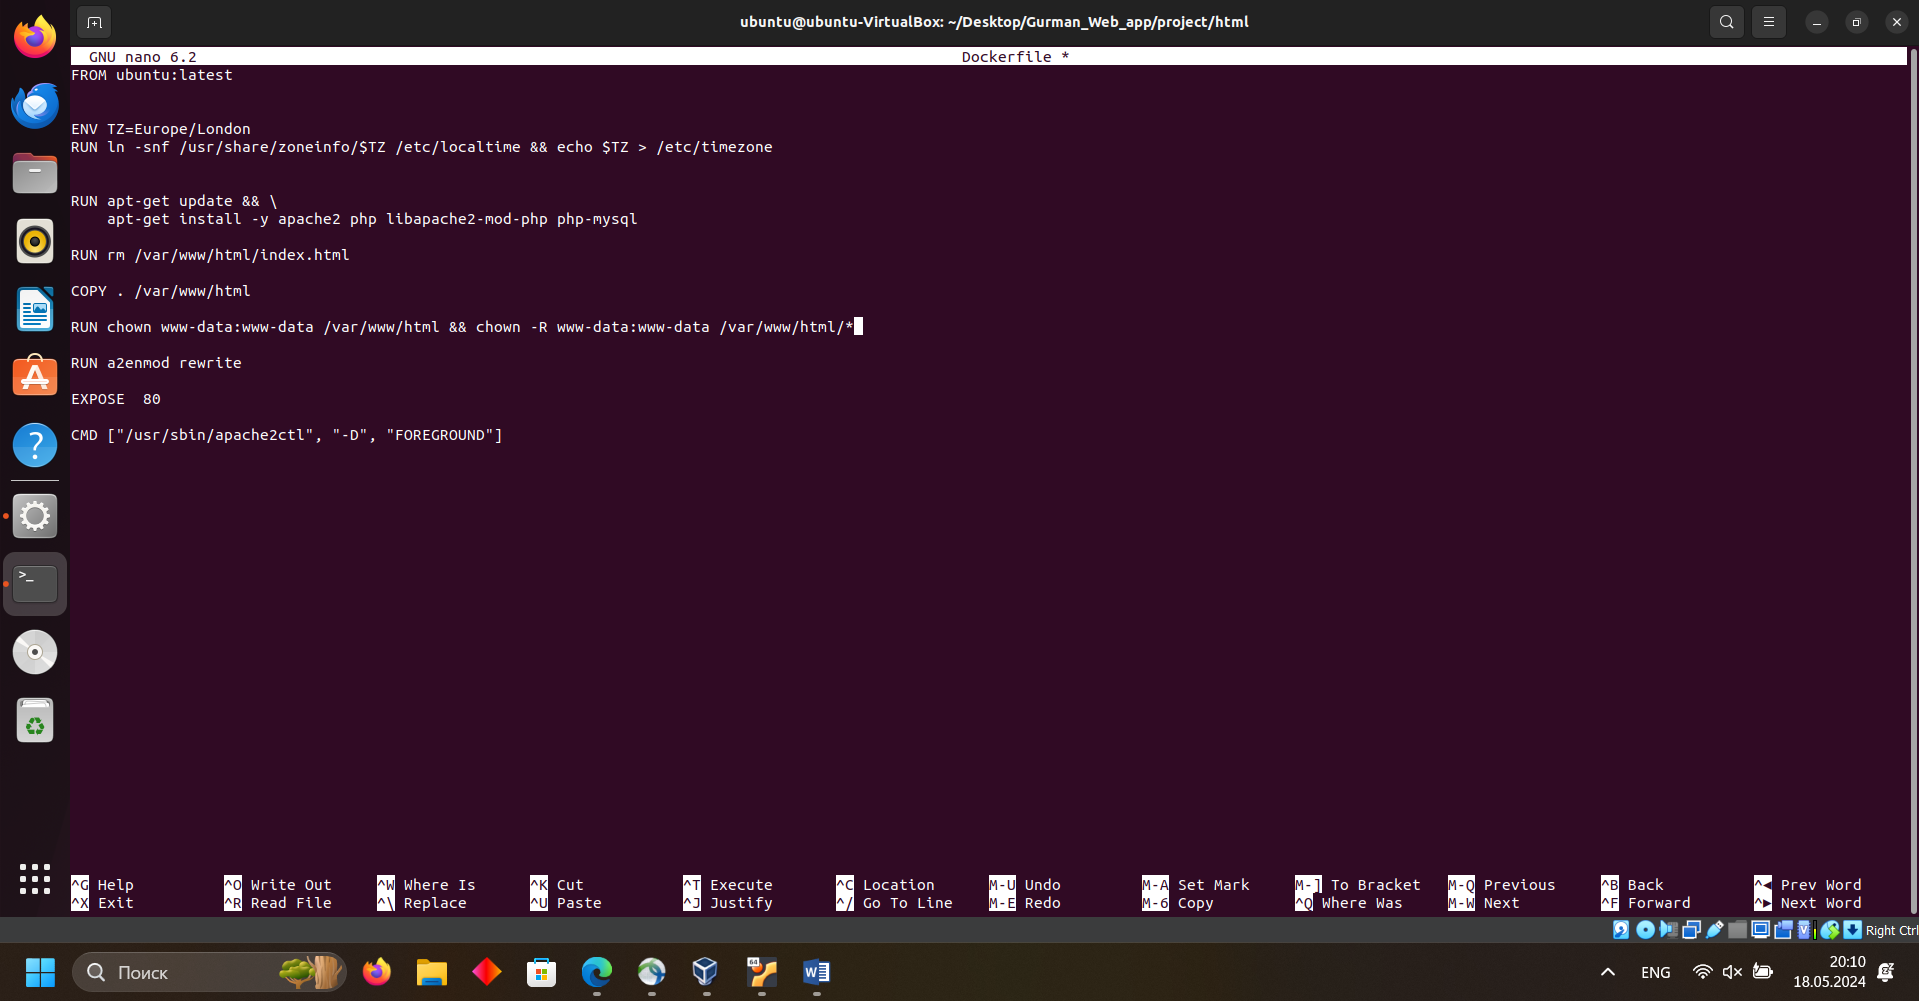 ubuntu@ubuntu-VirtualBox: ~/Desktop/Gurman_Web_app/project/html
GNU nano 6.2 Dockerfile *
FROM ubuntu:latest
ENV TZ=Europe/London
RUN ln -snf /usr/share/zoneinfo/$TZ /etc/localtime && echo $TZ > /etc/timezone
RUN apt-get update && \
apt-get install -y apache2 php libapache2-mod-php php-mysql
RUN rm /var/www/html/index.html
COPY . /var/www/html
RUN chown www-data:www-data /var/www/html && chown -R www-data:www-data /var/www/html/*
RUN a2enmod rewrite
EXPOSE  80
CMD ["/usr/sbin/apache2ctl", "-D", "FOREGROUND"]
^G Help ^O Write Out ^W Where Is ^K Cut ^T Execute ^C Location M-U Undo M-A Set Mark M-] To Bracket M-Q Previous ^B Back ^◀ Prev Word
^X Exit ^R Read File ^\ Replace ^U Paste ^J Justify ^/ Go To Line M-E Redo M-6 Copy ^Q Where Was M-W Next ^F Forward ^▶ Next Word
Right Ctrl
Поиск
64
ENG
20:10
18.05.2024